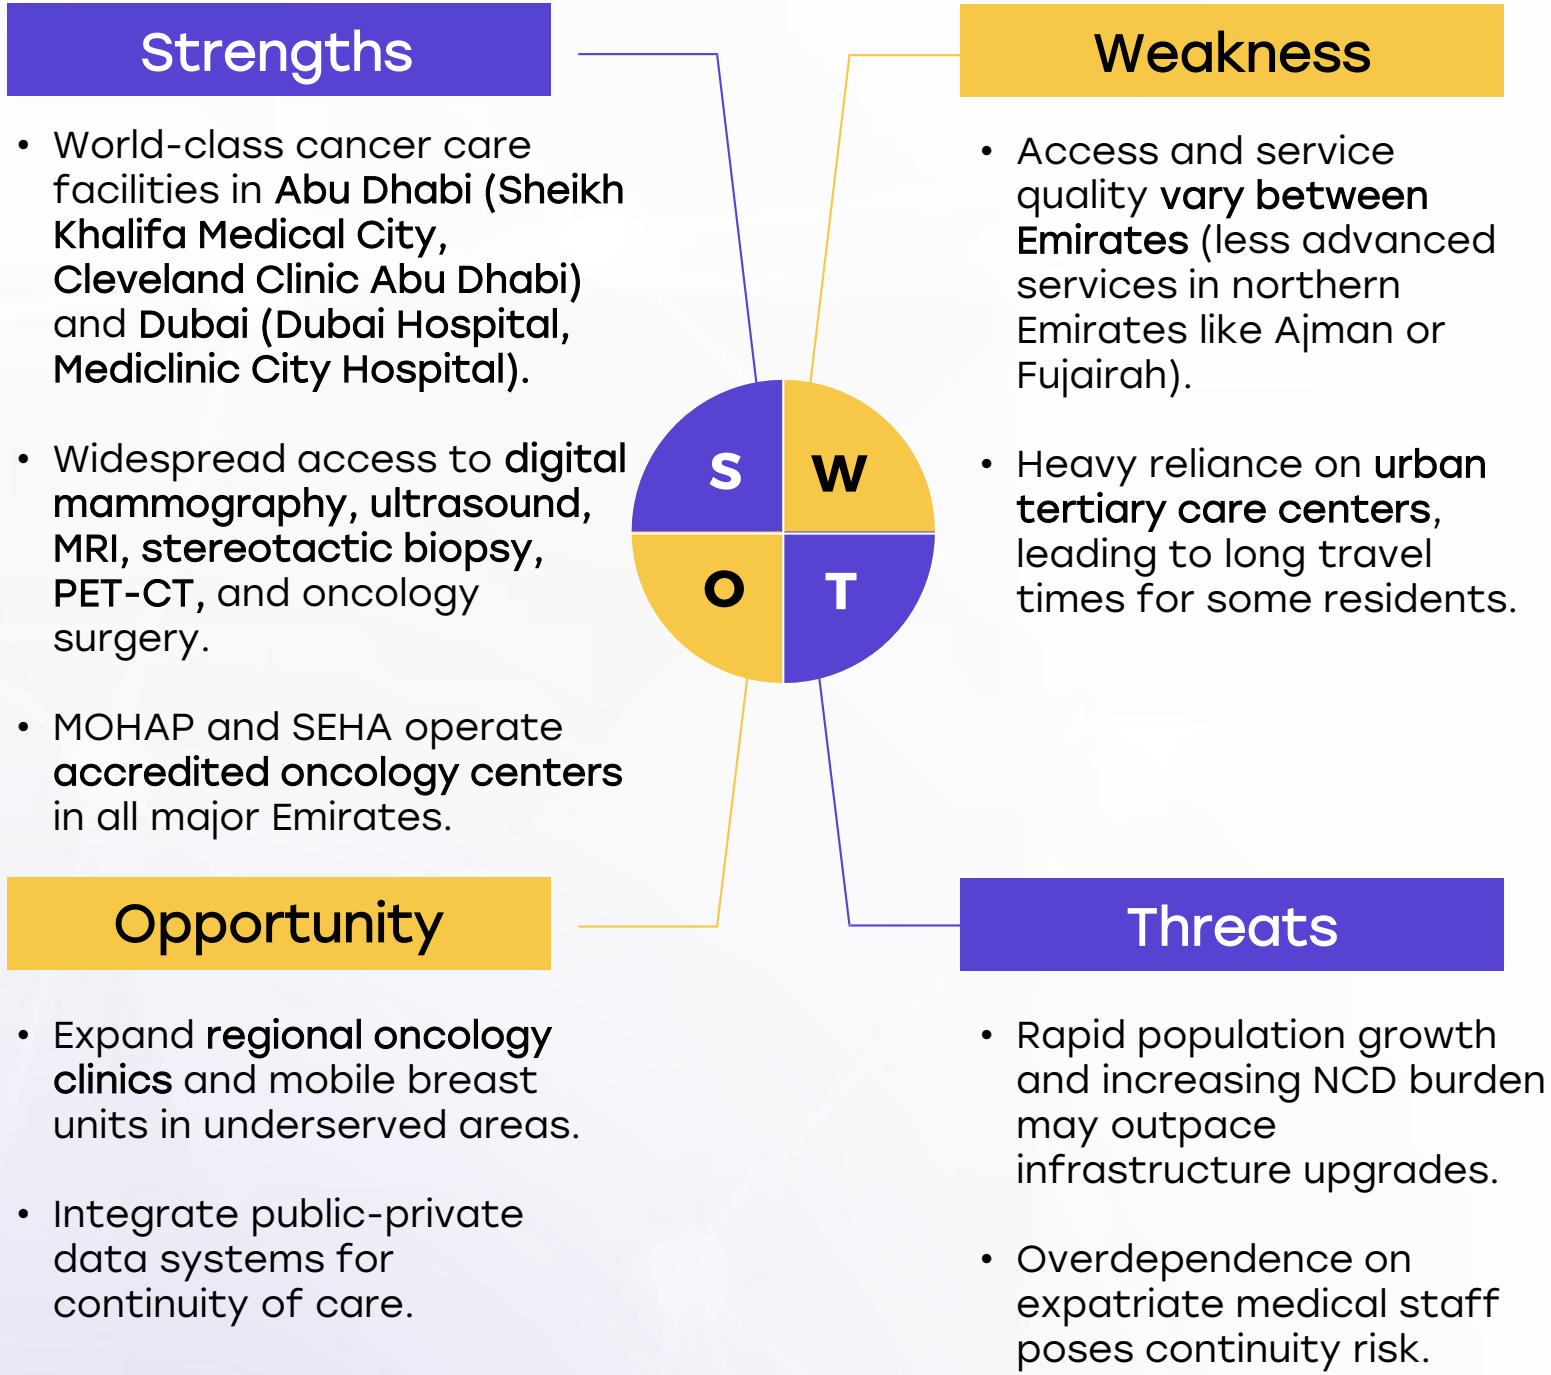 Strengths
• World-class cancer care
facilities in Abu Dhabi (Sheikh
Khalifa Medical City,
Cleveland Clinic Abu Dhabi)
and Dubai (Dubai Hospital,
Mediclinic City Hospital).
• Widespread access to digital
mammography, ultrasound,
MRI, stereotactic biopsy,
PET-CT, and oncology
surgery.
• MOHAP and SEHA operate
accredited oncology centers
in all major Emirates.
Weakness
• Access and service
quality vary between
Emirates (less advanced
services in northern
Emirates like Ajman or
Fujairah).
• Heavy reliance on urban
tertiary care centers,
leading to long travel
times for some residents.
S
W
O
T
Opportunity
• Expand regional oncology
clinics and mobile breast
units in underserved areas.
• Integrate public-private
data systems for
continuity of care.
Threats
• Rapid population growth
and increasing NCD burden
may outpace
infrastructure upgrades.
• Overdependence on
expatriate medical staff
poses continuity risk.